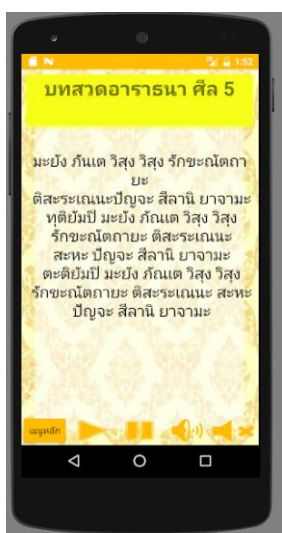 1:52
บทสวดอาราธนา ศีล 5
มะยัง ภันเต วิสุง วิสุง รักขะณัตถา
ยะ
ติสะระเณนะปัญจะ สีลานิ ยาจามะ
ทุติยัมปิ มะยัง ภัณเต วิสุง วิสุง
รักขะณัตถายะ ติสะระเณนะ
สะหะ ปัญจะ สีลานิ ยาจามะ
ตะติยัมปิ มะยัง ภัณเต วิสุง วิสุง
รักขะณัตถายะ ติสะระเณนะ สะหะ
ปัญจะ สีลานิ ยาจามะ
เมนูหลัก